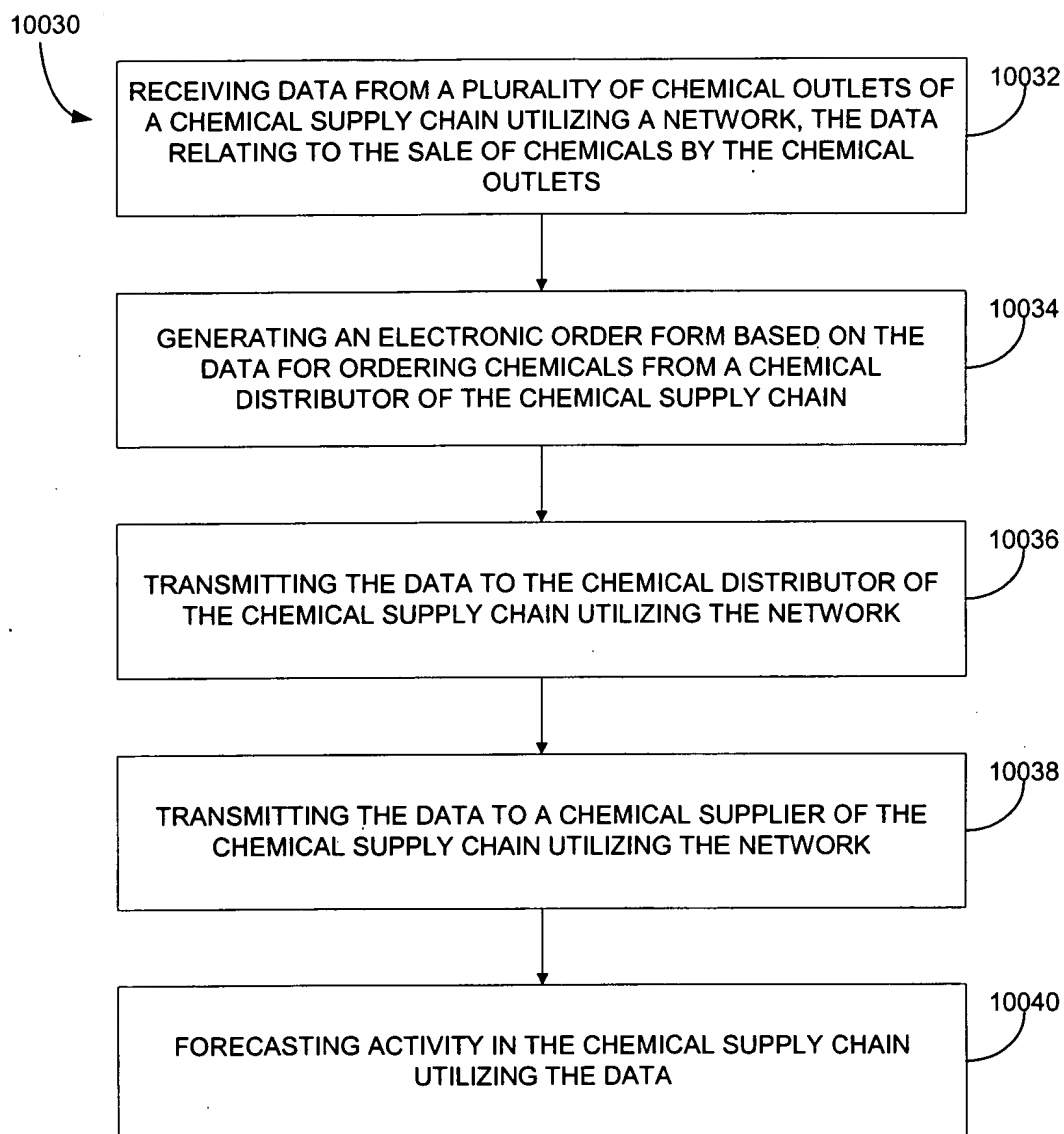 10030
10032
RECEIVING DATA FROM A PLURALITY OF CHEMICAL OUTLETS OF
A CHEMICAL SUPPLY CHAIN UTILIZING A NETWORK, THE DATA
RELATING TO THE SALE OF CHEMICALS BY THE CHEMICAL
OUTLETS
10034
GENERATING AN ELECTRONIC ORDER FORM BASED ON THE
DATA FOR ORDERING CHEMICALS FROM A CHEMICAL
DISTRIBUTOR OF THE CHEMICAL SUPPLY CHAIN
10036
TRANSMITTING THE DATA TO THE CHEMICAL DISTRIBUTOR OF
THE CHEMICAL SUPPLY CHAIN UTILIZING THE NETWORK
10038
TRANSMITTING THE DATA TO A CHEMICAL SUPPLIER OF THE
CHEMICAL SUPPLY CHAIN UTILIZING THE NETWORK
10040
FORECASTING ACTIVITY IN THE CHEMICAL SUPPLY CHAIN
UTILIZING THE DATA